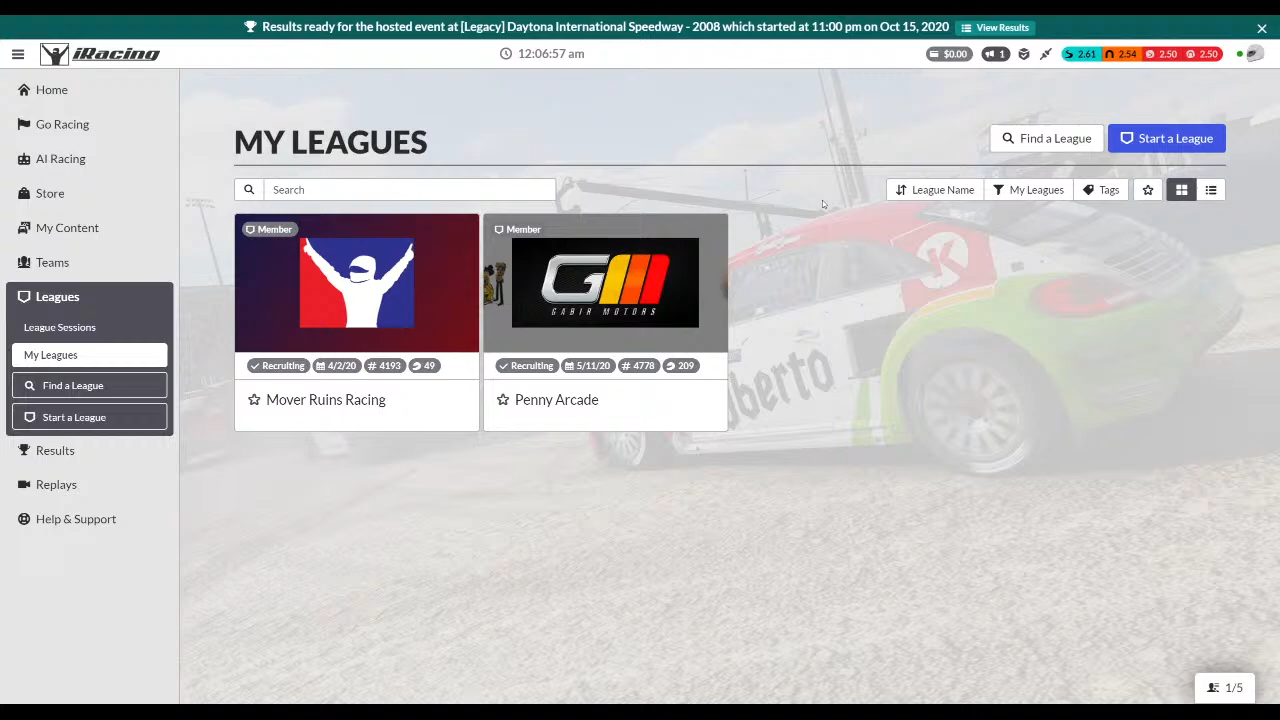 Results ready for the hosted event at [Legacy] Daytona International Speedway - 2008 which started at 11:00 pm on Oct 15, 2020 View Results
iRacing 12:06:57 am $0.00 1 2.61 2.54 2.50 2.50
Home
Go Racing
AI Racing
Store
My Content
Teams
Leagues
League Sessions
My Leagues
Find a League
Start a League
Results
Replays
Help & Support
MY LEAGUES
Find a League Start a League
Search League Name My Leagues Tags
Member
Recruiting 4/2/20 4193 49
Mover Ruins Racing
Member
GM
GABIR MOTORS
Recruiting 5/11/20 4778 209
Penny Arcade
K
oberto
1/5